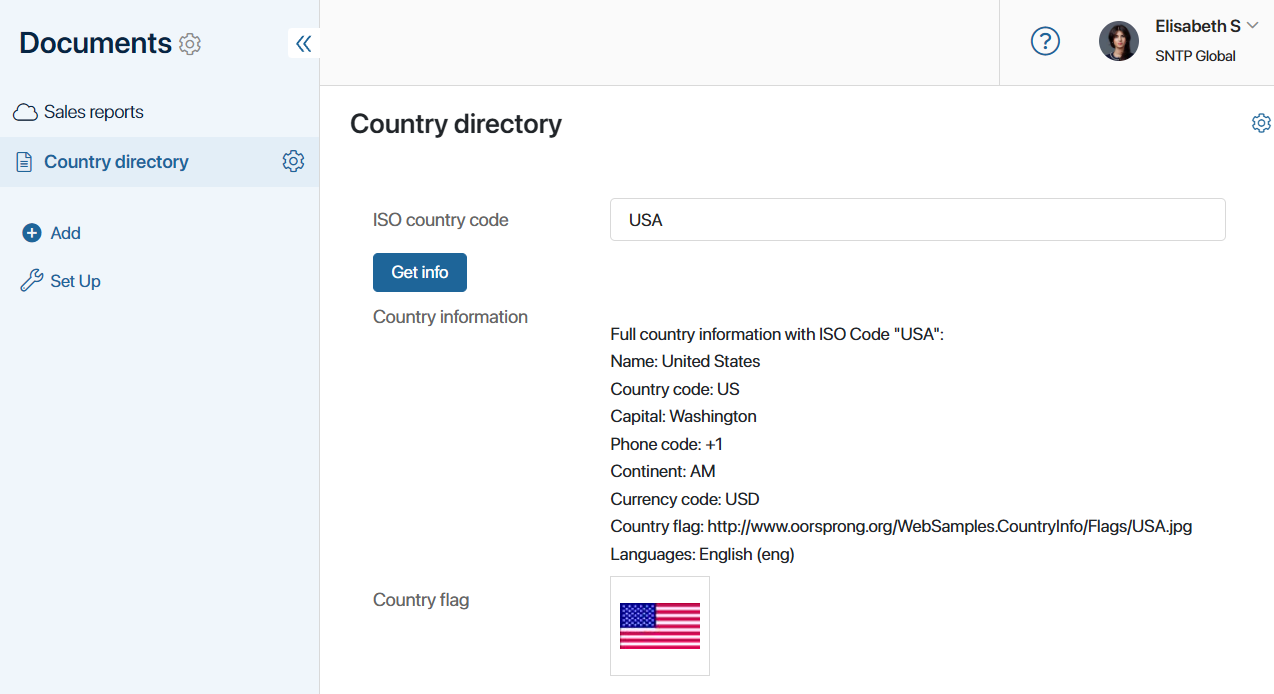 Documents
Sales reports
Country directory
Add
Set Up
?
Elisabeth S
SNTP Global
Country directory
ISO country code
USA
Get info
Country information
Full country information with ISO Code "USA":
Name: United States
Country code: US
Capital: Washington
Phone code: +1
Continent: AM
Currency code: USD
Country flag: http://www.oorsprong.org/WebSamples.CountryInfo/Flags/USA.jpg
Languages: English (eng)
Country flag